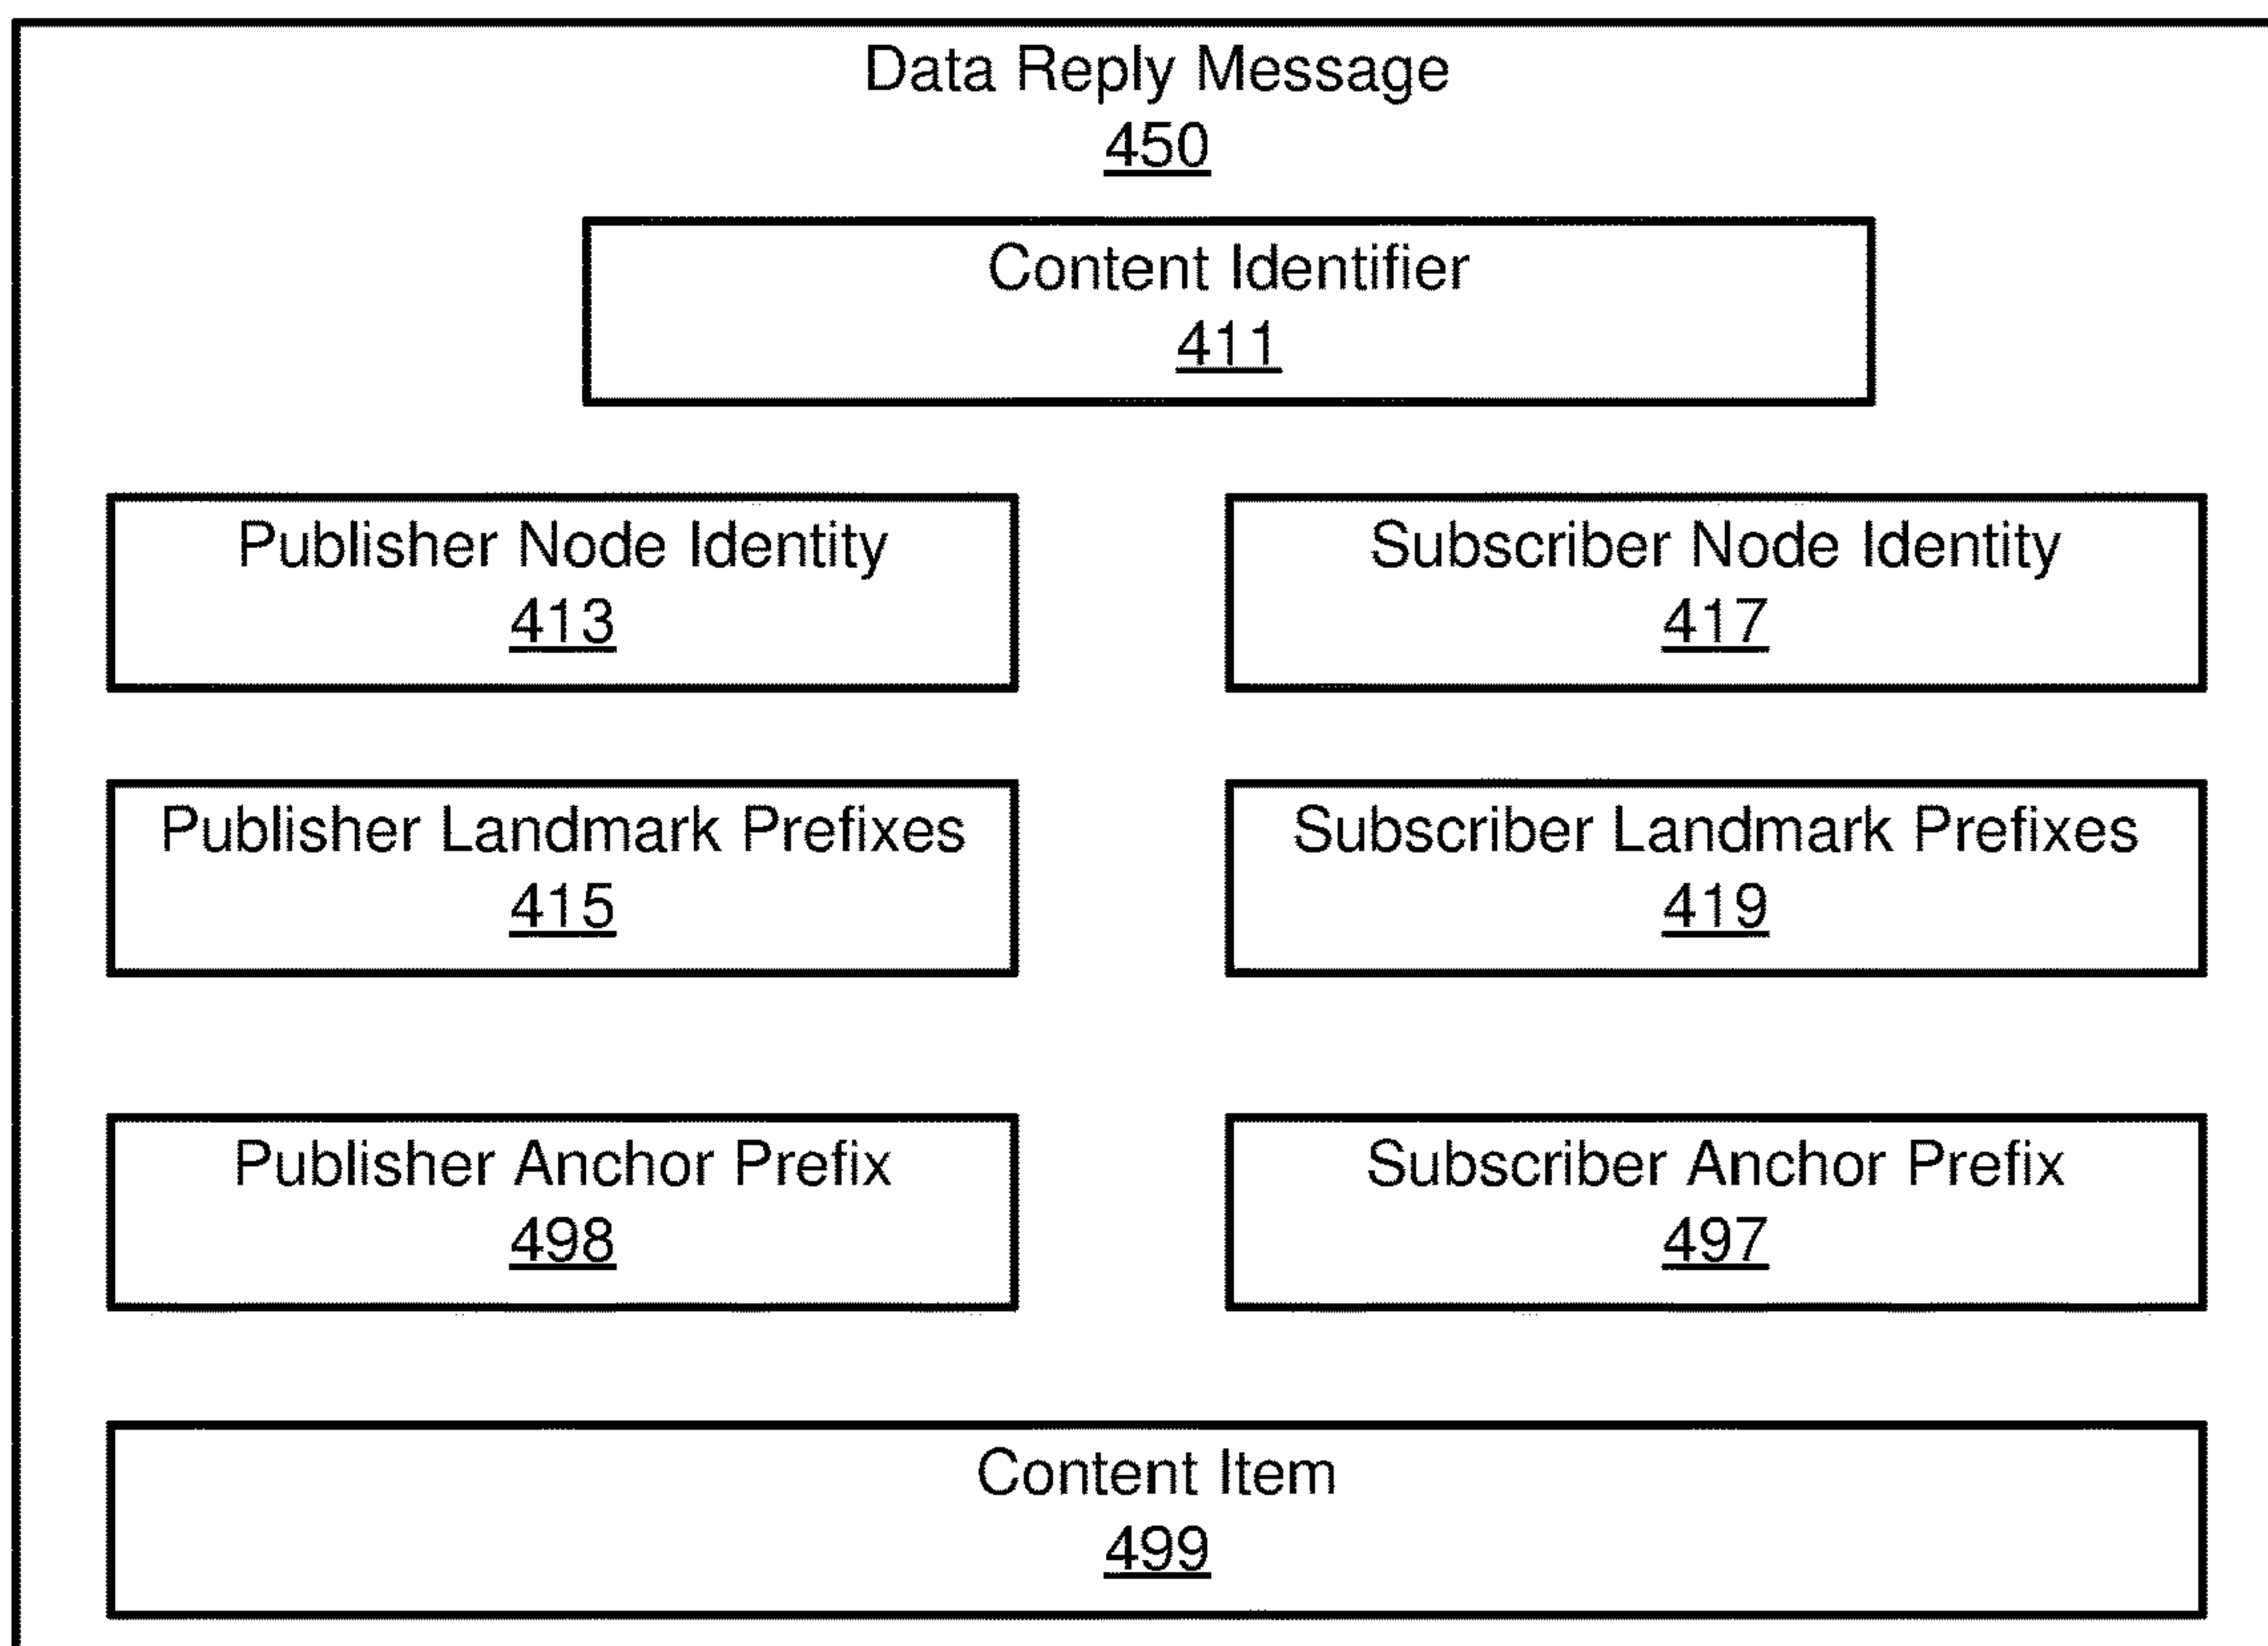 Data Reply Message
450
Content Identifier
411
Publisher Node Identity
413
Subscriber Node Identity
417
Publisher Landmark Prefixes
415
Subscriber Landmark Prefixes
419
Publisher Anchor Prefix
498
Subscriber Anchor Prefix
497
Content Item
499